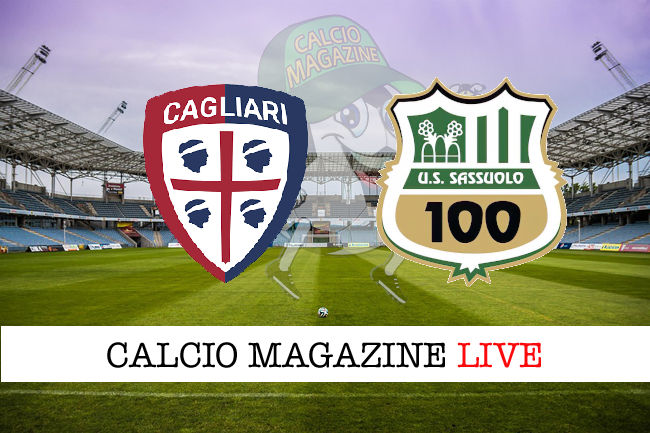 CALCIO
MAGAZINE
CAGLIARI
U.S. SASSUOLO
100
CALCIO MAGAZINE LIVE